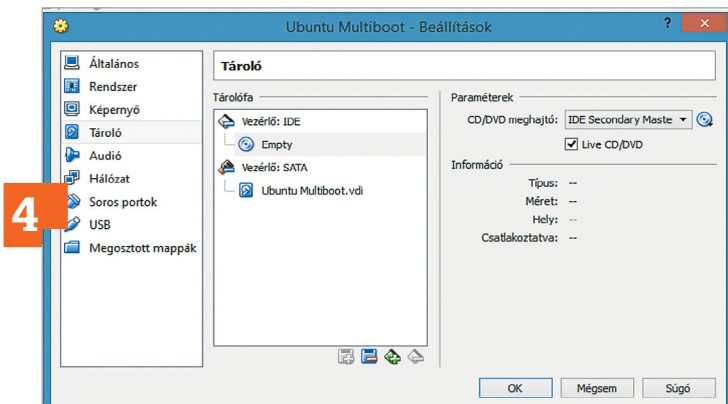 Ubuntu Multiboot - Beállítások
Általános
Rendszer
Képernyő
Tároló
Audió
Hálózat
Soros portok
USB
Megosztott mappák
4
Tároló
Tárolófa
Vezérlő: IDE
Empty
Vezérlő: SATA
Ubuntu Multiboot.vdi
Paraméterek
CD/DVD meghajtó: IDE Secondary Maste
Live CD/DVD
Információ
Típus: --
Méret: --
Hely: --
Csatlakoztatva: --
OK Mégsem Súgó